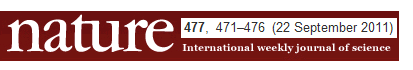 nature
477, 471–476 (22 September 2011)
International weekly journal of science